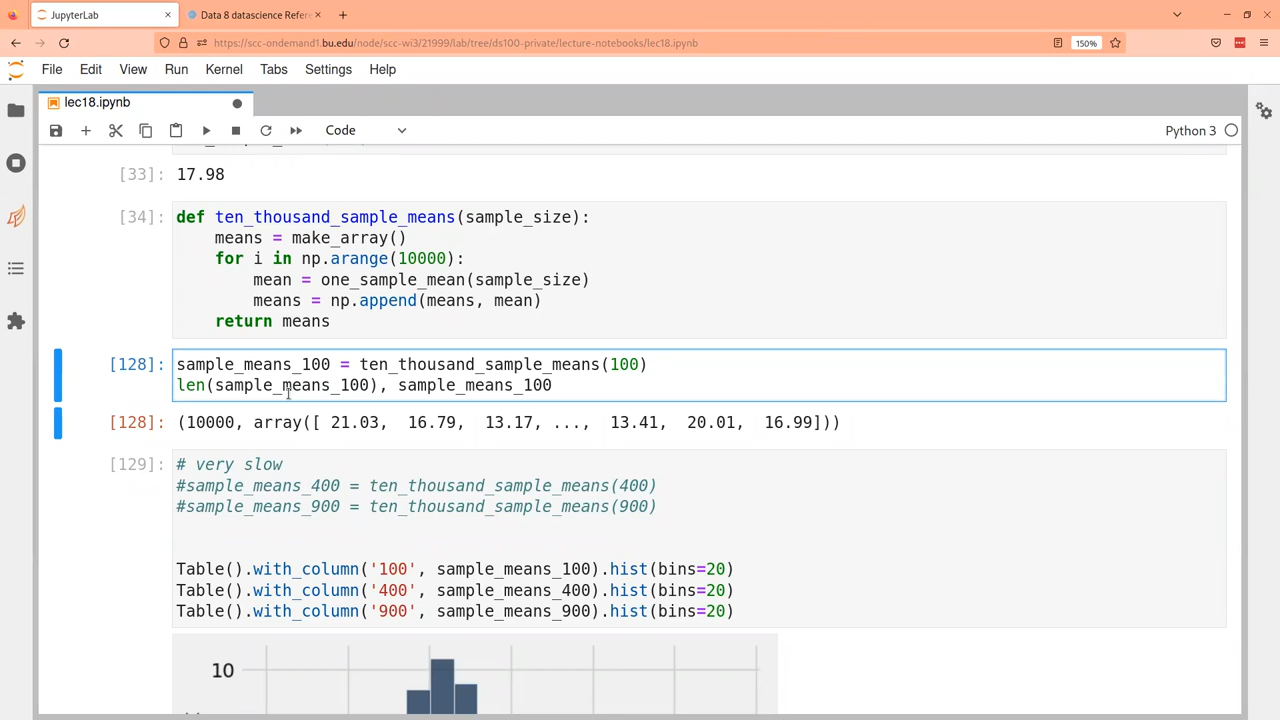 JupyterLab
Data 8 datascience Refere
https://scc-ondemand1.bu.edu/node/scc-wi3/21999/lab/tree/ds100-private/lecture-notebooks/lec18.ipynb
150%
File Edit View Run Kernel Tabs Settings Help
lec18.ipynb
Code
Python 3
[33]: 17.98
[34]: def ten_thousand_sample_means(sample_size):
    means = make_array()
    for i in np.arange(10000):
        mean = one_sample_mean(sample_size)
        means = np.append(means, mean)
    return means
[128]: sample_means_100 = ten_thousand_sample_means(100)
len(sample_means_100), sample_means_100
[128]: (10000, array([ 21.03,  16.79,  13.17, ...,  13.41,  20.01,  16.99]))
[129]: # very slow
#sample_means_400 = ten_thousand_sample_means(400)
#sample_means_900 = ten_thousand_sample_means(900)
Table().with_column('100', sample_means_100).hist(bins=20)
Table().with_column('400', sample_means_400).hist(bins=20)
Table().with_column('900', sample_means_900).hist(bins=20)
10